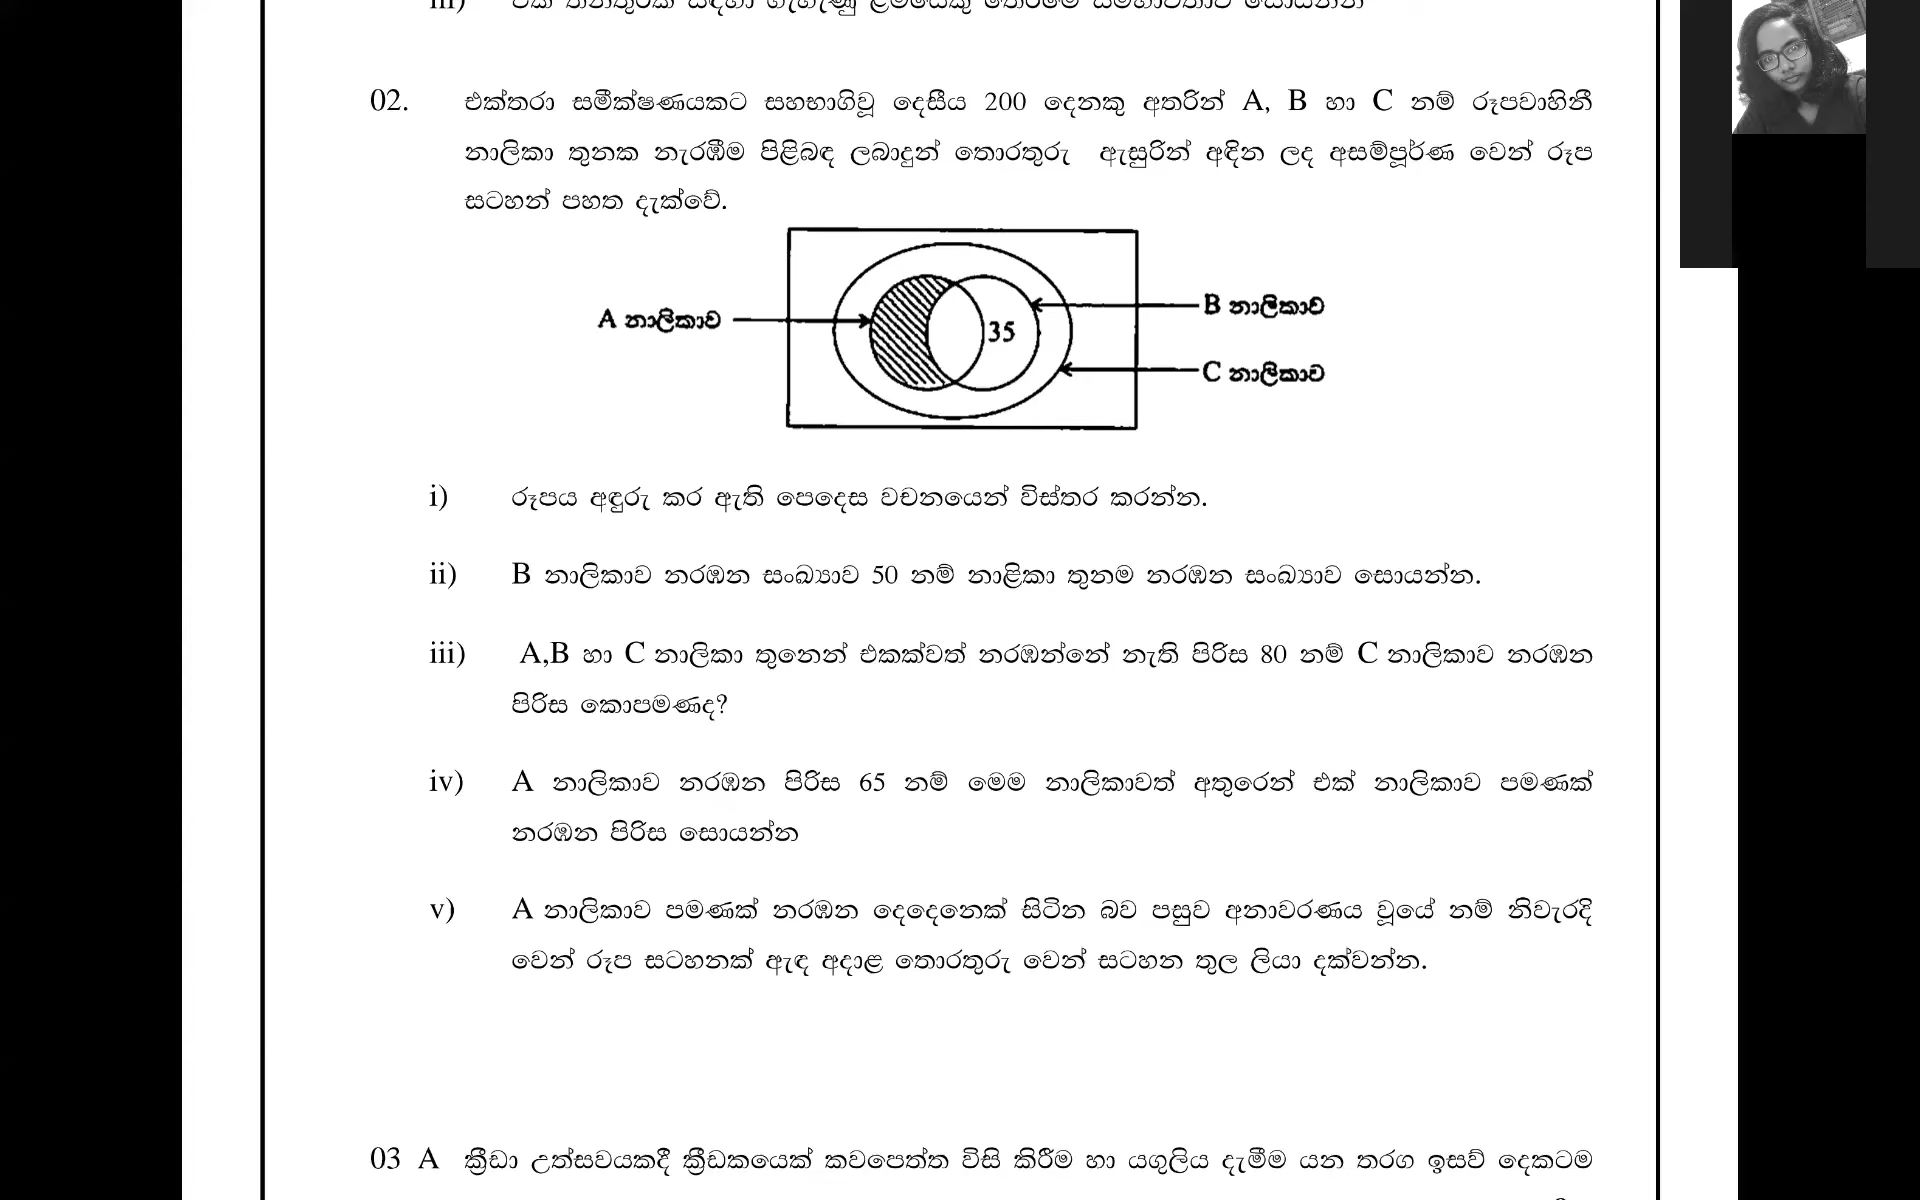 02. එක්තරා සමීක්ෂණයකට සහභාගිවූ දෙසීය 200 දෙනකු අතරින් A, B හා C නම් රූපවාහිනී
නාලිකා තුනක නැරඹීම පිළිබඳ ලබාදුන් තොරතුරු ඇසුරින් අඳින ලද අසම්පූර්ණ වෙන් රූප
සටහන් පහත දැක්වේ.
A නාලිකාව
B නාලිකාව
35
C නාලිකාව
i) රූපය අඳුරු කර ඇති පෙදෙස වචනයෙන් විස්තර කරන්න.
ii) B නාලිකාව නරඹන සංඛ්‍යාව 50 නම් නාළිකා තුනම නරඹන සංඛ්‍යාව සොයන්න.
iii) A,B හා C නාලිකා තුනෙන් එකක්වත් නරඹන්නේ නැති පිරිස 80 නම් C නාලිකාව නරඹන
පිරිස කොපමණද?
iv) A නාලිකාව නරඹන පිරිස 65 නම් මෙම නාලිකාවත් අතුරෙන් එක් නාලිකාව පමණක්
නරඹන පිරිස සොයන්න
v) A නාලිකාව පමණක් නරඹන දෙදෙනෙක් සිටින බව පසුව අනාවරණය වූයේ නම් නිවැරදි
වෙන් රූප සටහනක් ඇඳ අදාළ තොරතුරු වෙන් සටහන තුල ලියා දක්වන්න.
03 A ක්‍රීඩා උත්සවයකදී ක්‍රීඩකයෙක් කවපෙත්ත විසි කිරීම හා යගුලිය දැමීම යන තරග ඉසව් දෙකටම